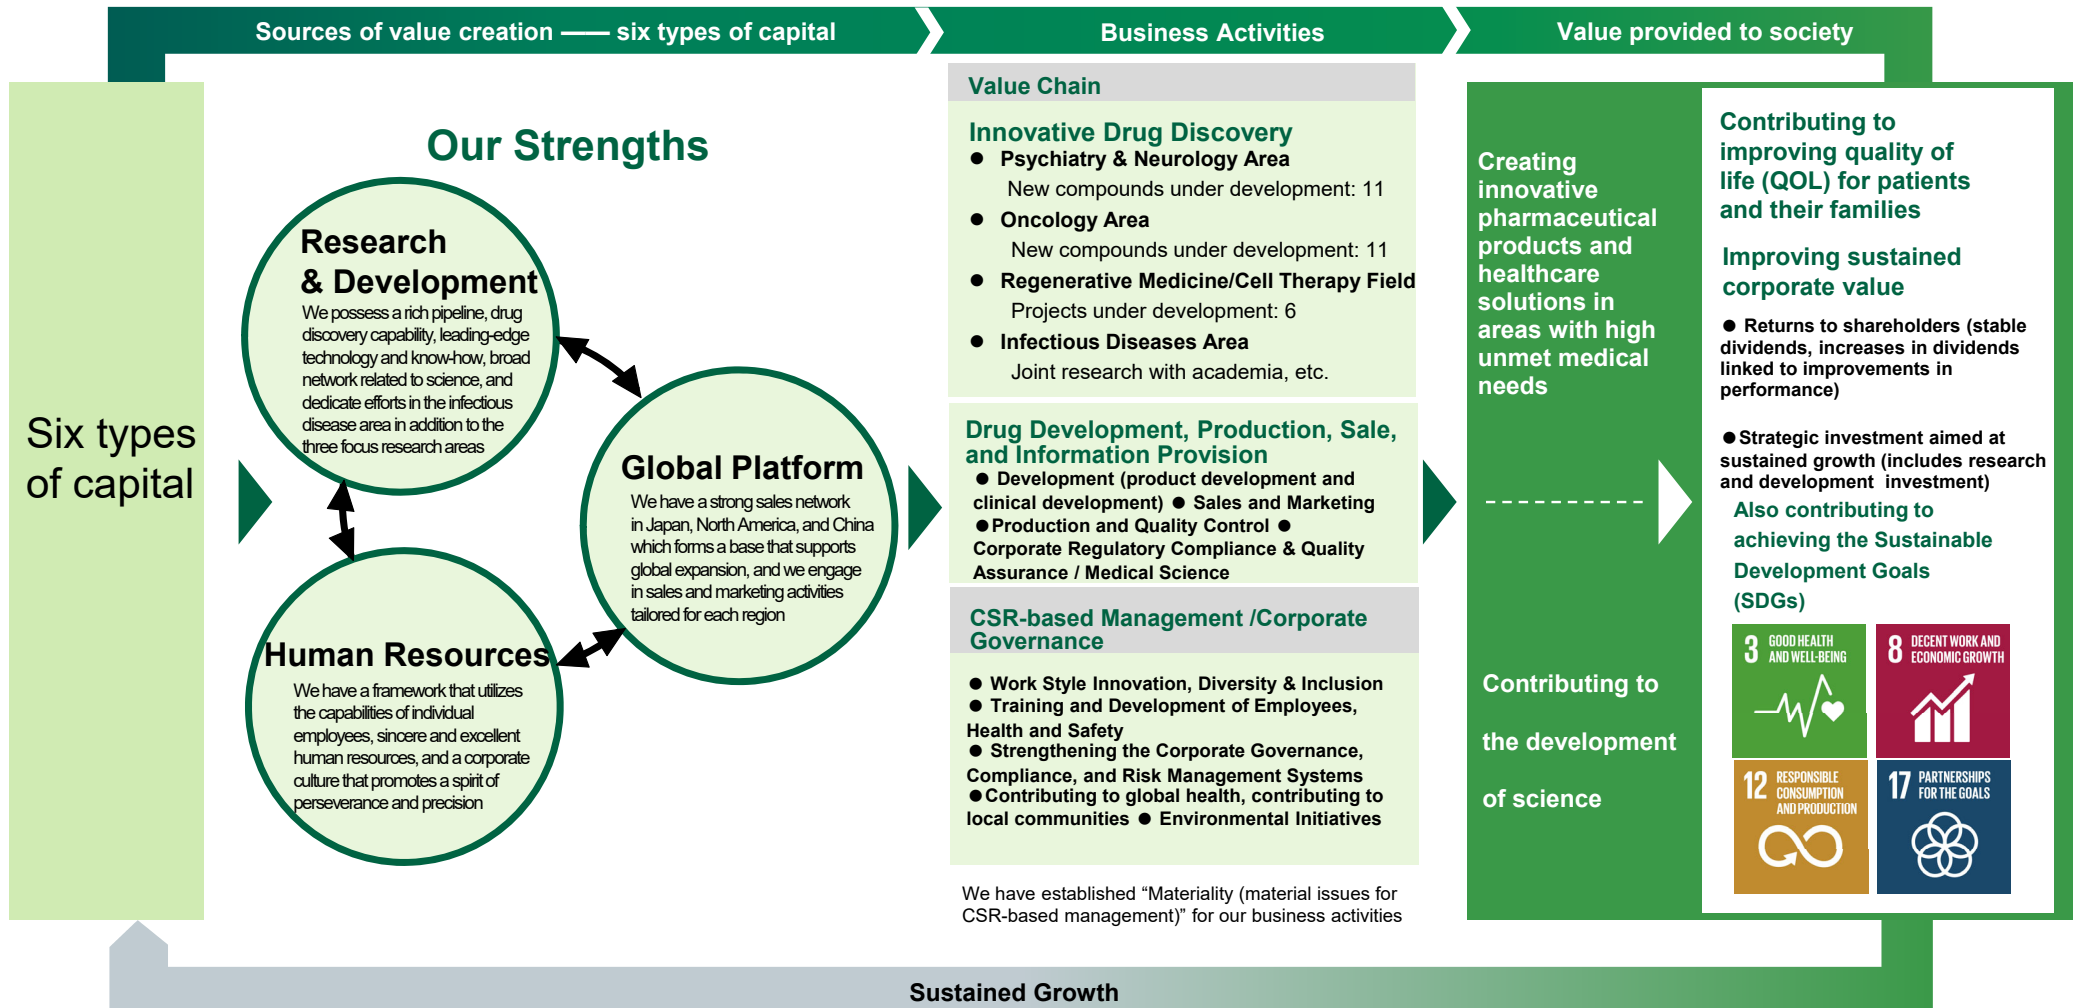 Sources of value creation —— six types of capital
Business Activities
Value provided to society
Six types
of capital
Our Strengths
Research
& Development
We possess a rich pipeline, drug
discovery capability, leading-edge
technology and know-how, broad
network related to science, and
dedicate efforts in the infectious
disease area in addition to the
three focus research areas
Global Platform
We have a strong sales network
in Japan, North America, and China
which forms a base that supports
global expansion, and we engage
in sales and marketing activities
tailored for each region
Human Resources
We have a framework that utilizes
the capabilities of individual
employees, sincere and excellent
human resources, and a corporate
culture that promotes a spirit of
perseverance and precision
Value Chain
Innovative Drug Discovery
● Psychiatry & Neurology Area
New compounds under development: 11
● Oncology Area
New compounds under development: 11
● Regenerative Medicine/Cell Therapy Field
Projects under development: 6
● Infectious Diseases Area
Joint research with academia, etc.
Drug Development, Production, Sale,
and Information Provision
● Development (product development and
clinical development) ● Sales and Marketing
●Production and Quality Control ●
Corporate Regulatory Compliance & Quality
Assurance / Medical Science
CSR-based Management /Corporate
Governance
● Work Style Innovation, Diversity & Inclusion
● Training and Development of Employees,
Health and Safety
● Strengthening the Corporate Governance,
Compliance, and Risk Management Systems
●Contributing to global health, contributing to
local communities ● Environmental Initiatives
We have established “Materiality (material issues for
CSR-based management)” for our business activities
Creating
innovative
pharmaceutical
products and
healthcare
solutions in
areas with high
unmet medical
needs
Contributing to
the development
of science
Contributing to
improving quality of
life (QOL) for patients
and their families
Improving sustained
corporate value
● Returns to shareholders (stable
dividends, increases in dividends
linked to improvements in
performance)
●Strategic investment aimed at
sustained growth (includes research
and development investment)
Also contributing to
achieving the Sustainable
Development Goals
(SDGs)
3 GOOD HEALTH
AND WELL-BEING
8 DECENT WORK AND
ECONOMIC GROWTH
12 RESPONSIBLE
CONSUMPTION
AND PRODUCTION
17 PARTNERSHIPS
FOR THE GOALS
Sustained Growth